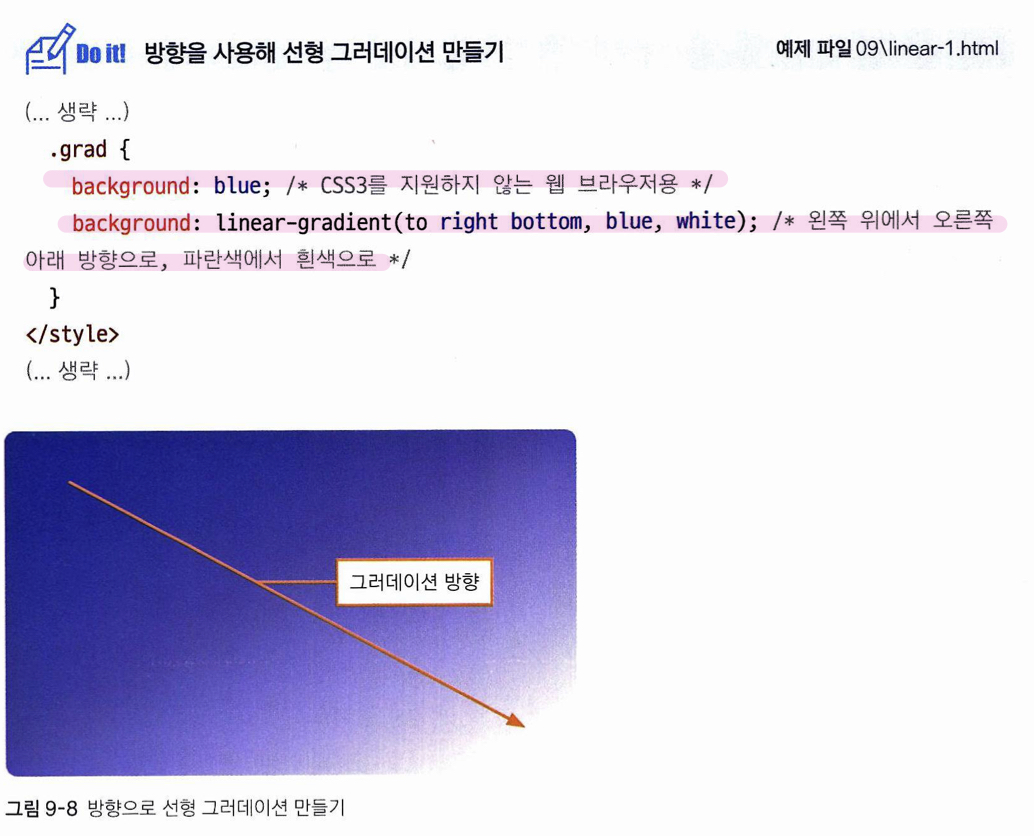 Do it! 방향을 사용해 선형 그러데이션 만들기 예제 파일 09\linear-1.html
(... 생략 ...)
.grad {
background: blue; /* CSS3를 지원하지 않는 웹 브라우저용 */
background: linear-gradient(to right bottom, blue, white); /* 왼쪽 위에서 오른쪽
아래 방향으로, 파란색에서 흰색으로 */
}
</style>
(... 생략 ...)
그러데이션 방향
그림 9-8 방향으로 선형 그러데이션 만들기